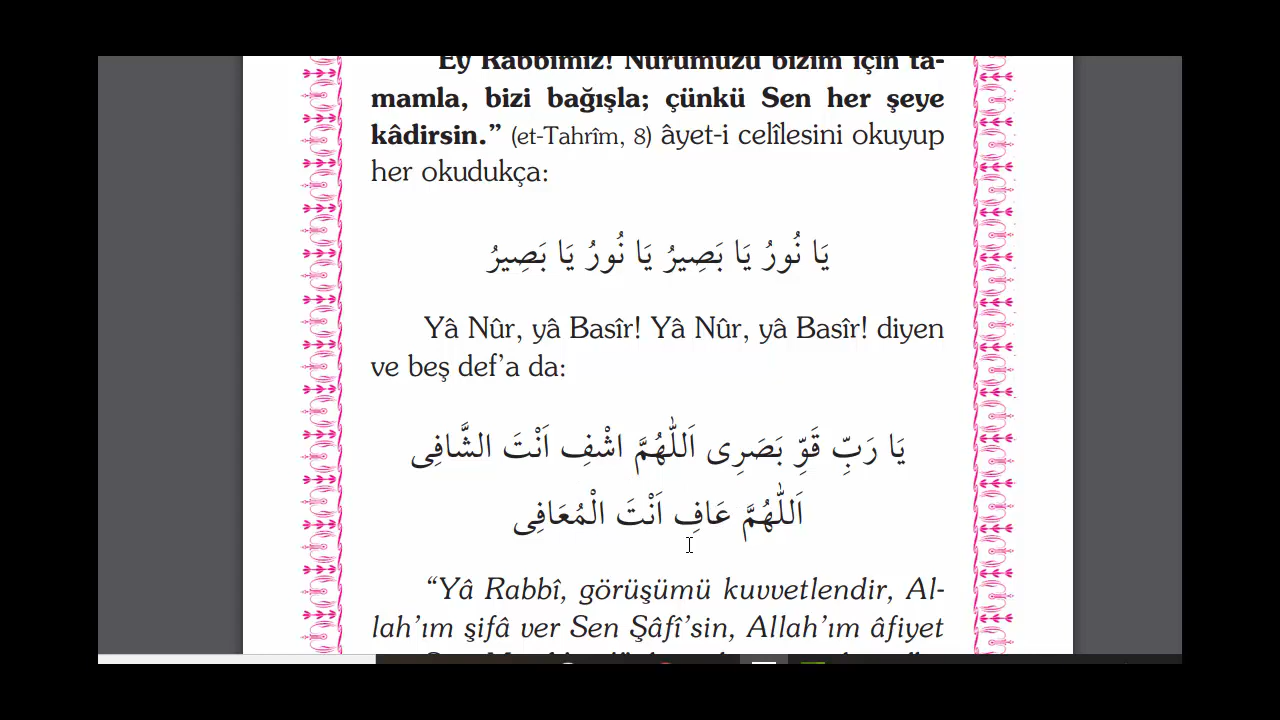 Ey Rabbimiz! Nûrumuzu bizim için ta-
mamla, bizi bağışla; çünkü Sen her şeye
kâdirsin.” (et-Tahrîm, 8) âyet-i celîlesini okuyup
her okudukça:
يَا نُورُ يَا بَصِيرُ يَا نُورُ يَا بَصِيرُ
Yâ Nûr, yâ Basîr! Yâ Nûr, yâ Basîr! diyen
ve beş def’a da:
يَا رَبِّ قَوِّ بَصَرِى اَللّٰهُمَّ اشْفِ اَنْتَ الشَّافِى
اَللّٰهُمَّ عَافِ اَنْتَ الْمُعَافِى
“Yâ Rabbî, görüşümü kuvvetlendir, Al-
lah’ım şifâ ver Sen Şâfî’sin, Allah’ım âfiyet